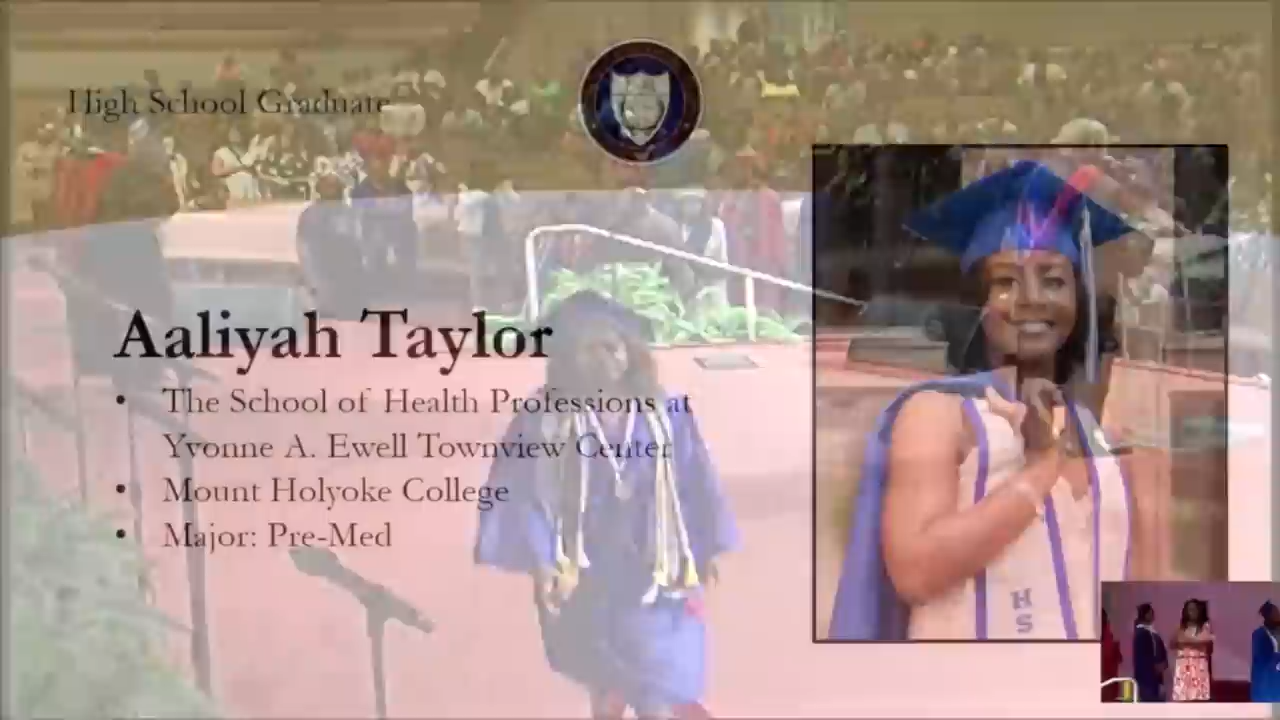 High School Graduate
Aaliyah Taylor
• The School of Health Professions at
Yvonne A. Ewell Townview Center
• Mount Holyoke College
• Major: Pre-Med
H
S